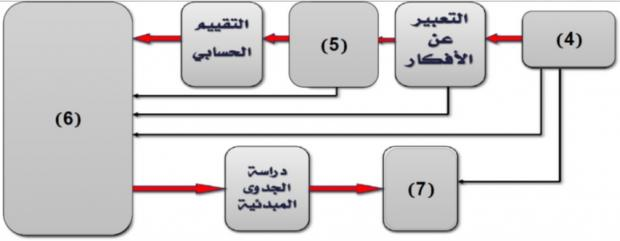 (4)
التعبير
عن
الأفكار
(5)
التقييم
الحسابي
(6)
دراسة
الجدوى
المبدئية
(7)